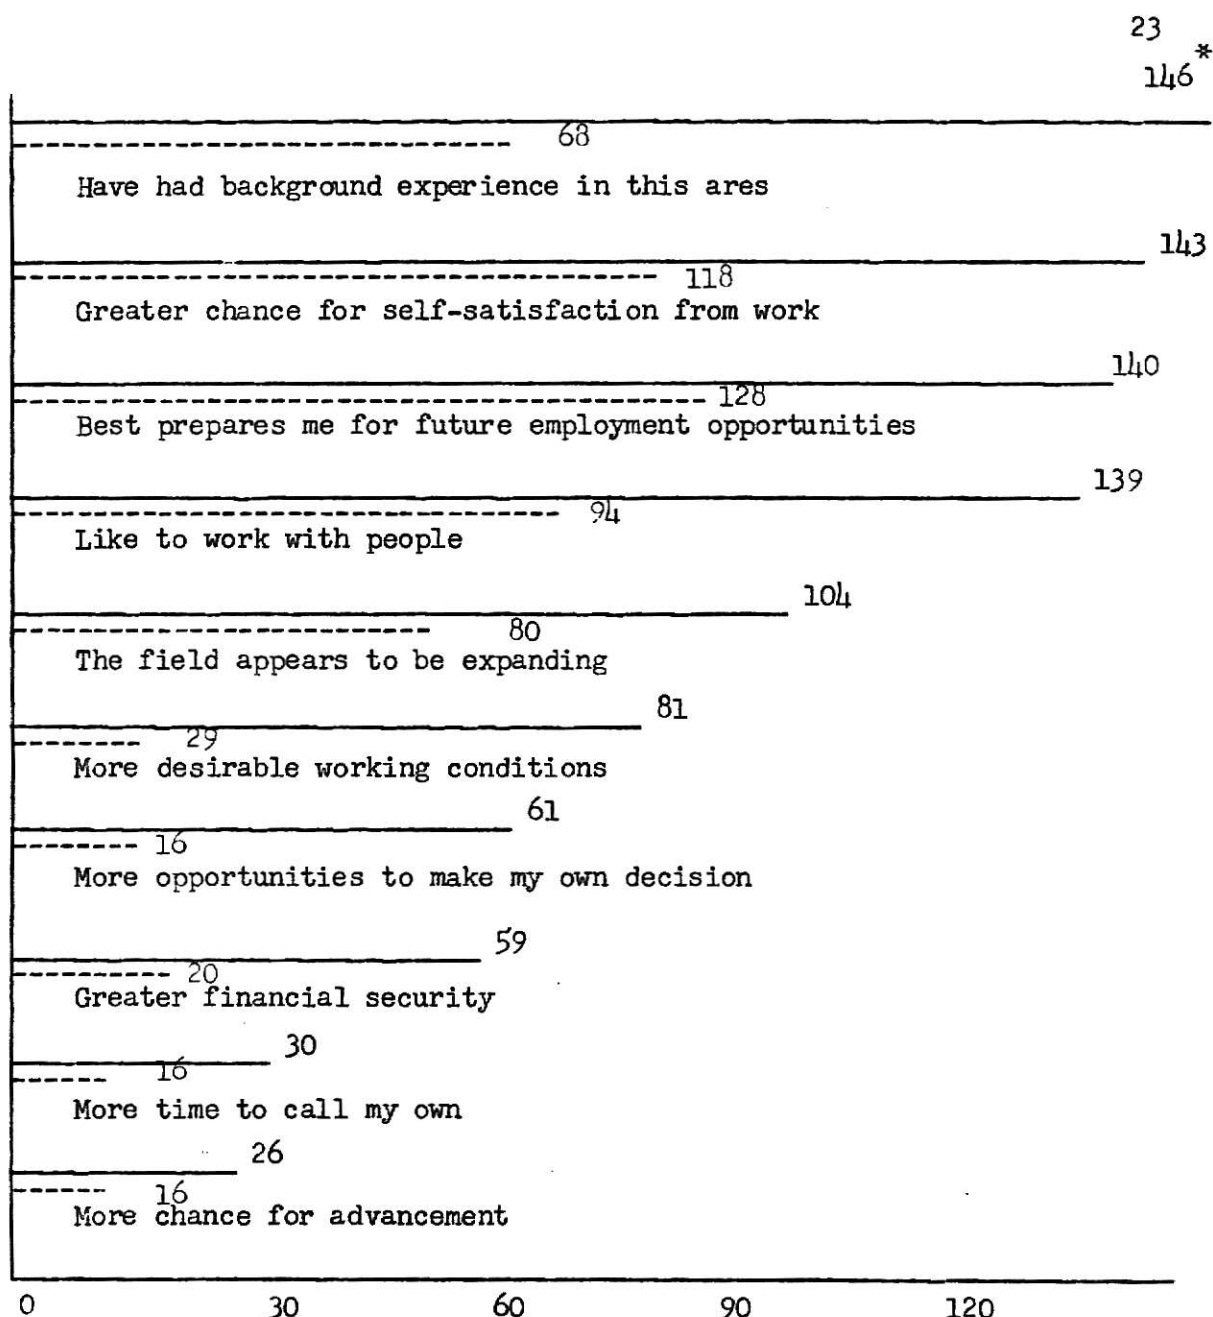 23
146*
68
Have had background experience in this ares
143
118
Greater chance for self-satisfaction from work
140
128
Best prepares me for future employment opportunities
139
94
Like to work with people
104
80
The field appears to be expanding
81
29
More desirable working conditions
61
16
More opportunities to make my own decision
59
20
Greater financial security
30
16
More time to call my own
26
16
More chance for advancement
0 30 60 90 120